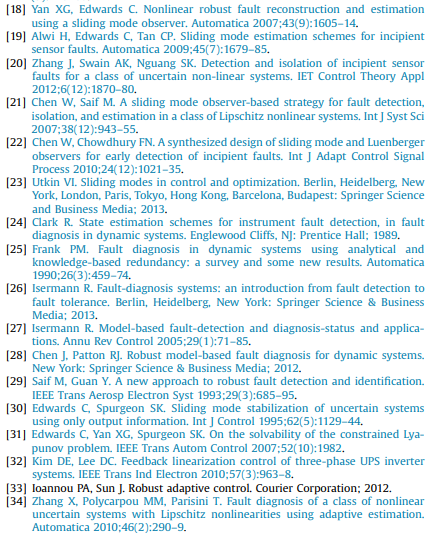 [18] Yan XG, Edwards C. Nonlinear robust fault reconstruction and estimation
using a sliding mode observer. Automatica 2007;43(9):1605–14.
[19] Alwi H, Edwards C, Tan CP. Sliding mode estimation schemes for incipient
sensor faults. Automatica 2009;45(7):1679–85.
[20] Zhang J, Swain AK, Nguang SK. Detection and isolation of incipient sensor
faults for a class of uncertain non-linear systems. IET Control Theory Appl
2012;6(12):1870–80.
[21] Chen W, Saif M. A sliding mode observer-based strategy for fault detection,
isolation, and estimation in a class of Lipschitz nonlinear systems. Int J Syst Sci
2007;38(12):943–55.
[22] Chen W, Chowdhury FN. A synthesized design of sliding mode and Luenberger
observers for early detection of incipient faults. Int J Adapt Control Signal
Process 2010;24(12):1021–35.
[23] Utkin VI. Sliding modes in control and optimization. Berlin, Heidelberg, New
York, London, Paris, Tokyo, Hong Kong, Barcelona, Budapest: Springer Science
and Business Media; 2013.
[24] Clark R. State estimation schemes for instrument fault detection, in fault
diagnosis in dynamic systems. Englewood Cliffs, NJ: Prentice Hall; 1989.
[25] Frank PM. Fault diagnosis in dynamic systems using analytical and
knowledge-based redundancy: a survey and some new results. Automatica
1990;26(3):459–74.
[26] Isermann R. Fault-diagnosis systems: an introduction from fault detection to
fault tolerance. Berlin, Heidelberg, New York: Springer Science & Business
Media; 2013.
[27] Isermann R. Model-based fault-detection and diagnosis-status and applica-
tions. Annu Rev Control 2005;29(1):71–85.
[28] Chen J, Patton RJ. Robust model-based fault diagnosis for dynamic systems.
New York: Springer Science & Business Media; 2012.
[29] Saif M, Guan Y. A new approach to robust fault detection and identification.
IEEE Trans Aerosp Electron Syst 1993;29(3):685–95.
[30] Edwards C, Spurgeon SK. Sliding mode stabilization of uncertain systems
using only output information. Int J Control 1995;62(5):1129–44.
[31] Edwards C, Yan XG, Spurgeon SK. On the solvability of the constrained Lya-
punov problem. IEEE Trans Autom Control 2007;52(10):1982.
[32] Kim DE, Lee DC. Feedback linearization control of three-phase UPS inverter
systems. IEEE Trans Ind Electron 2010;57(3):963–8.
[33] Ioannou PA, Sun J. Robust adaptive control. Courier Corporation; 2012.
[34] Zhang X, Polycarpou MM, Parisini T. Fault diagnosis of a class of nonlinear
uncertain systems with Lipschitz nonlinearities using adaptive estimation.
Automatica 2010;46(2):290–9.